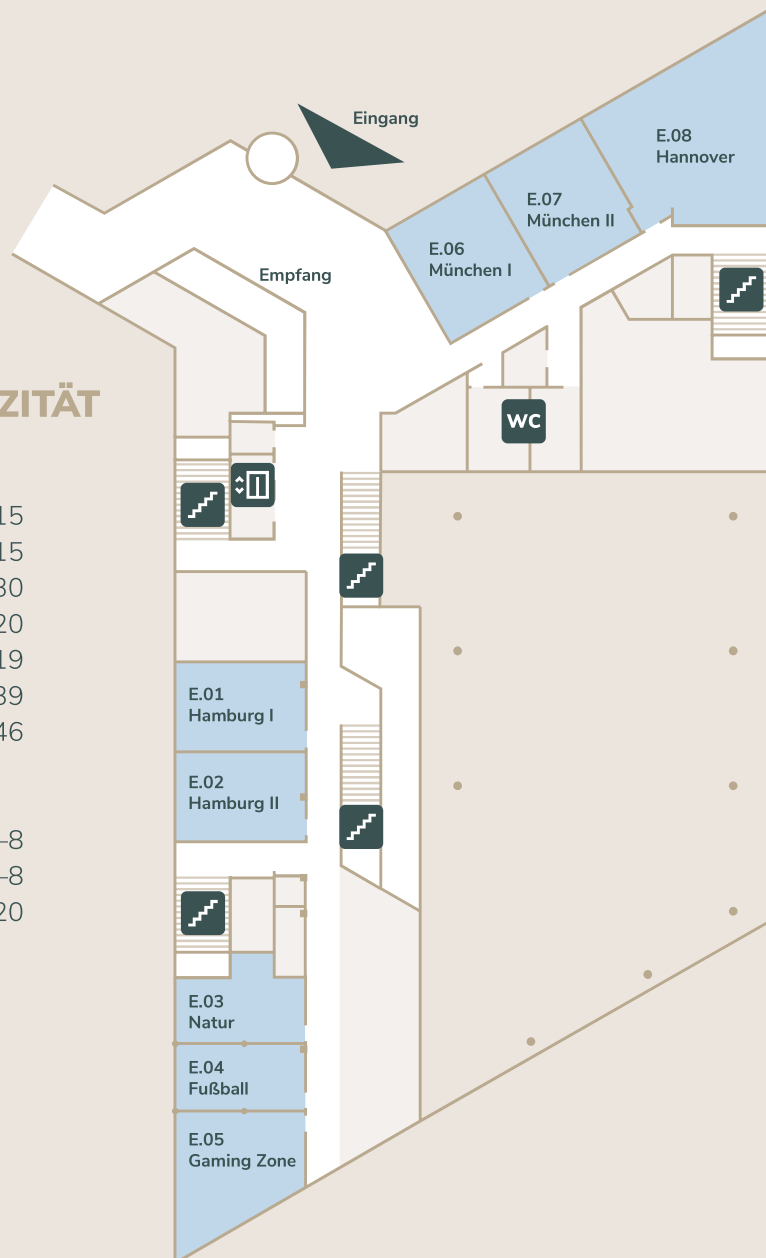 Eingang
E.08
Hannover
E.07
München II
E.06
München I
Empfang
ZITÄT
WC
15
15
30
20
19
39
46
E.01
Hamburg I
E.02
Hamburg II
–8
–8
20
E.03
Natur
E.04
Fußball
E.05
Gaming Zone